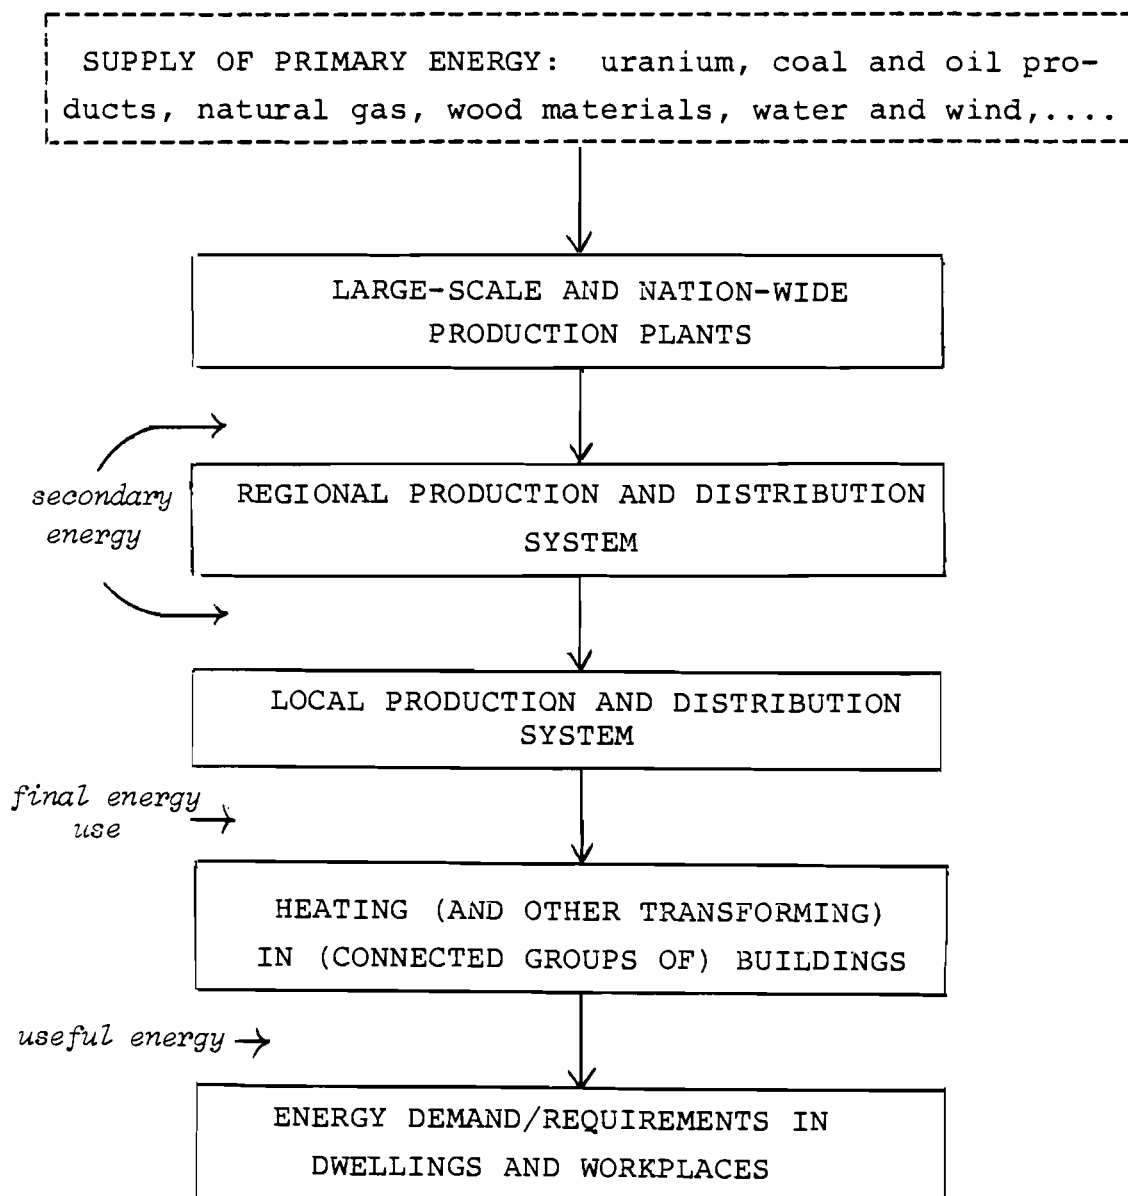 SUPPLY OF PRIMARY ENERGY: uranium, coal and oil pro-
ducts, natural gas, wood materials, water and wind,....
LARGE-SCALE AND NATION-WIDE
PRODUCTION PLANTS
secondary
energy
REGIONAL PRODUCTION AND DISTRIBUTION
SYSTEM
LOCAL PRODUCTION AND DISTRIBUTION
SYSTEM
final energy
use
HEATING (AND OTHER TRANSFORMING)
IN (CONNECTED GROUPS OF) BUILDINGS
useful energy
ENERGY DEMAND/REQUIREMENTS IN
DWELLINGS AND WORKPLACES